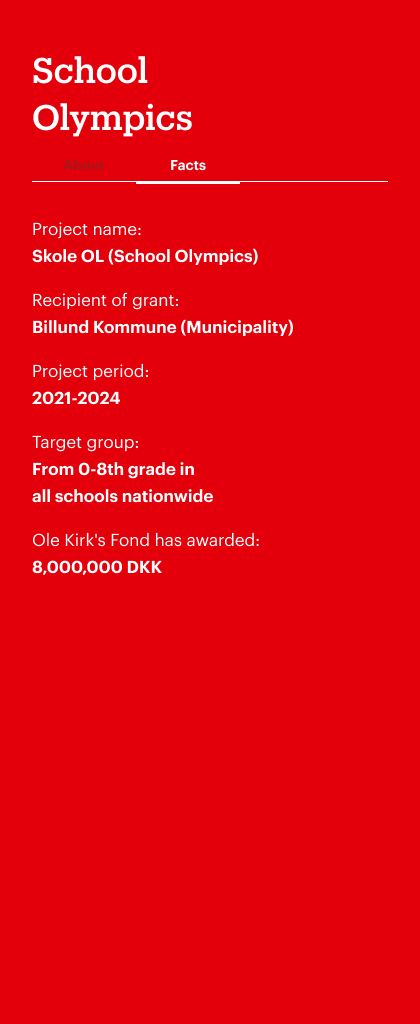 School
Olympics
About
Facts
Project name:
Skole OL (School Olympics)
Recipient of grant:
Billund Kommune (Municipality)
Project period:
2021-2024
Target group:
From 0-8th grade in
all schools nationwide
Ole Kirk's Fond has awarded:
8,000,000 DKK